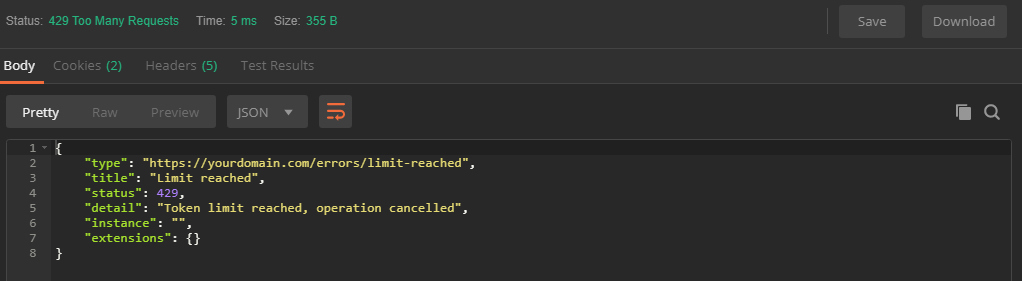 Status: 429 Too Many Requests Time: 5 ms Size: 355 B Save Download
Body Cookies (2) Headers (5) Test Results
Pretty Raw Preview JSON
1 {
2 "type": "https://yourdomain.com/errors/limit-reached",
3 "title": "Limit reached",
4 "status": 429,
5 "detail": "Token limit reached, operation cancelled",
6 "instance": "",
7 "extensions": {}
8 }